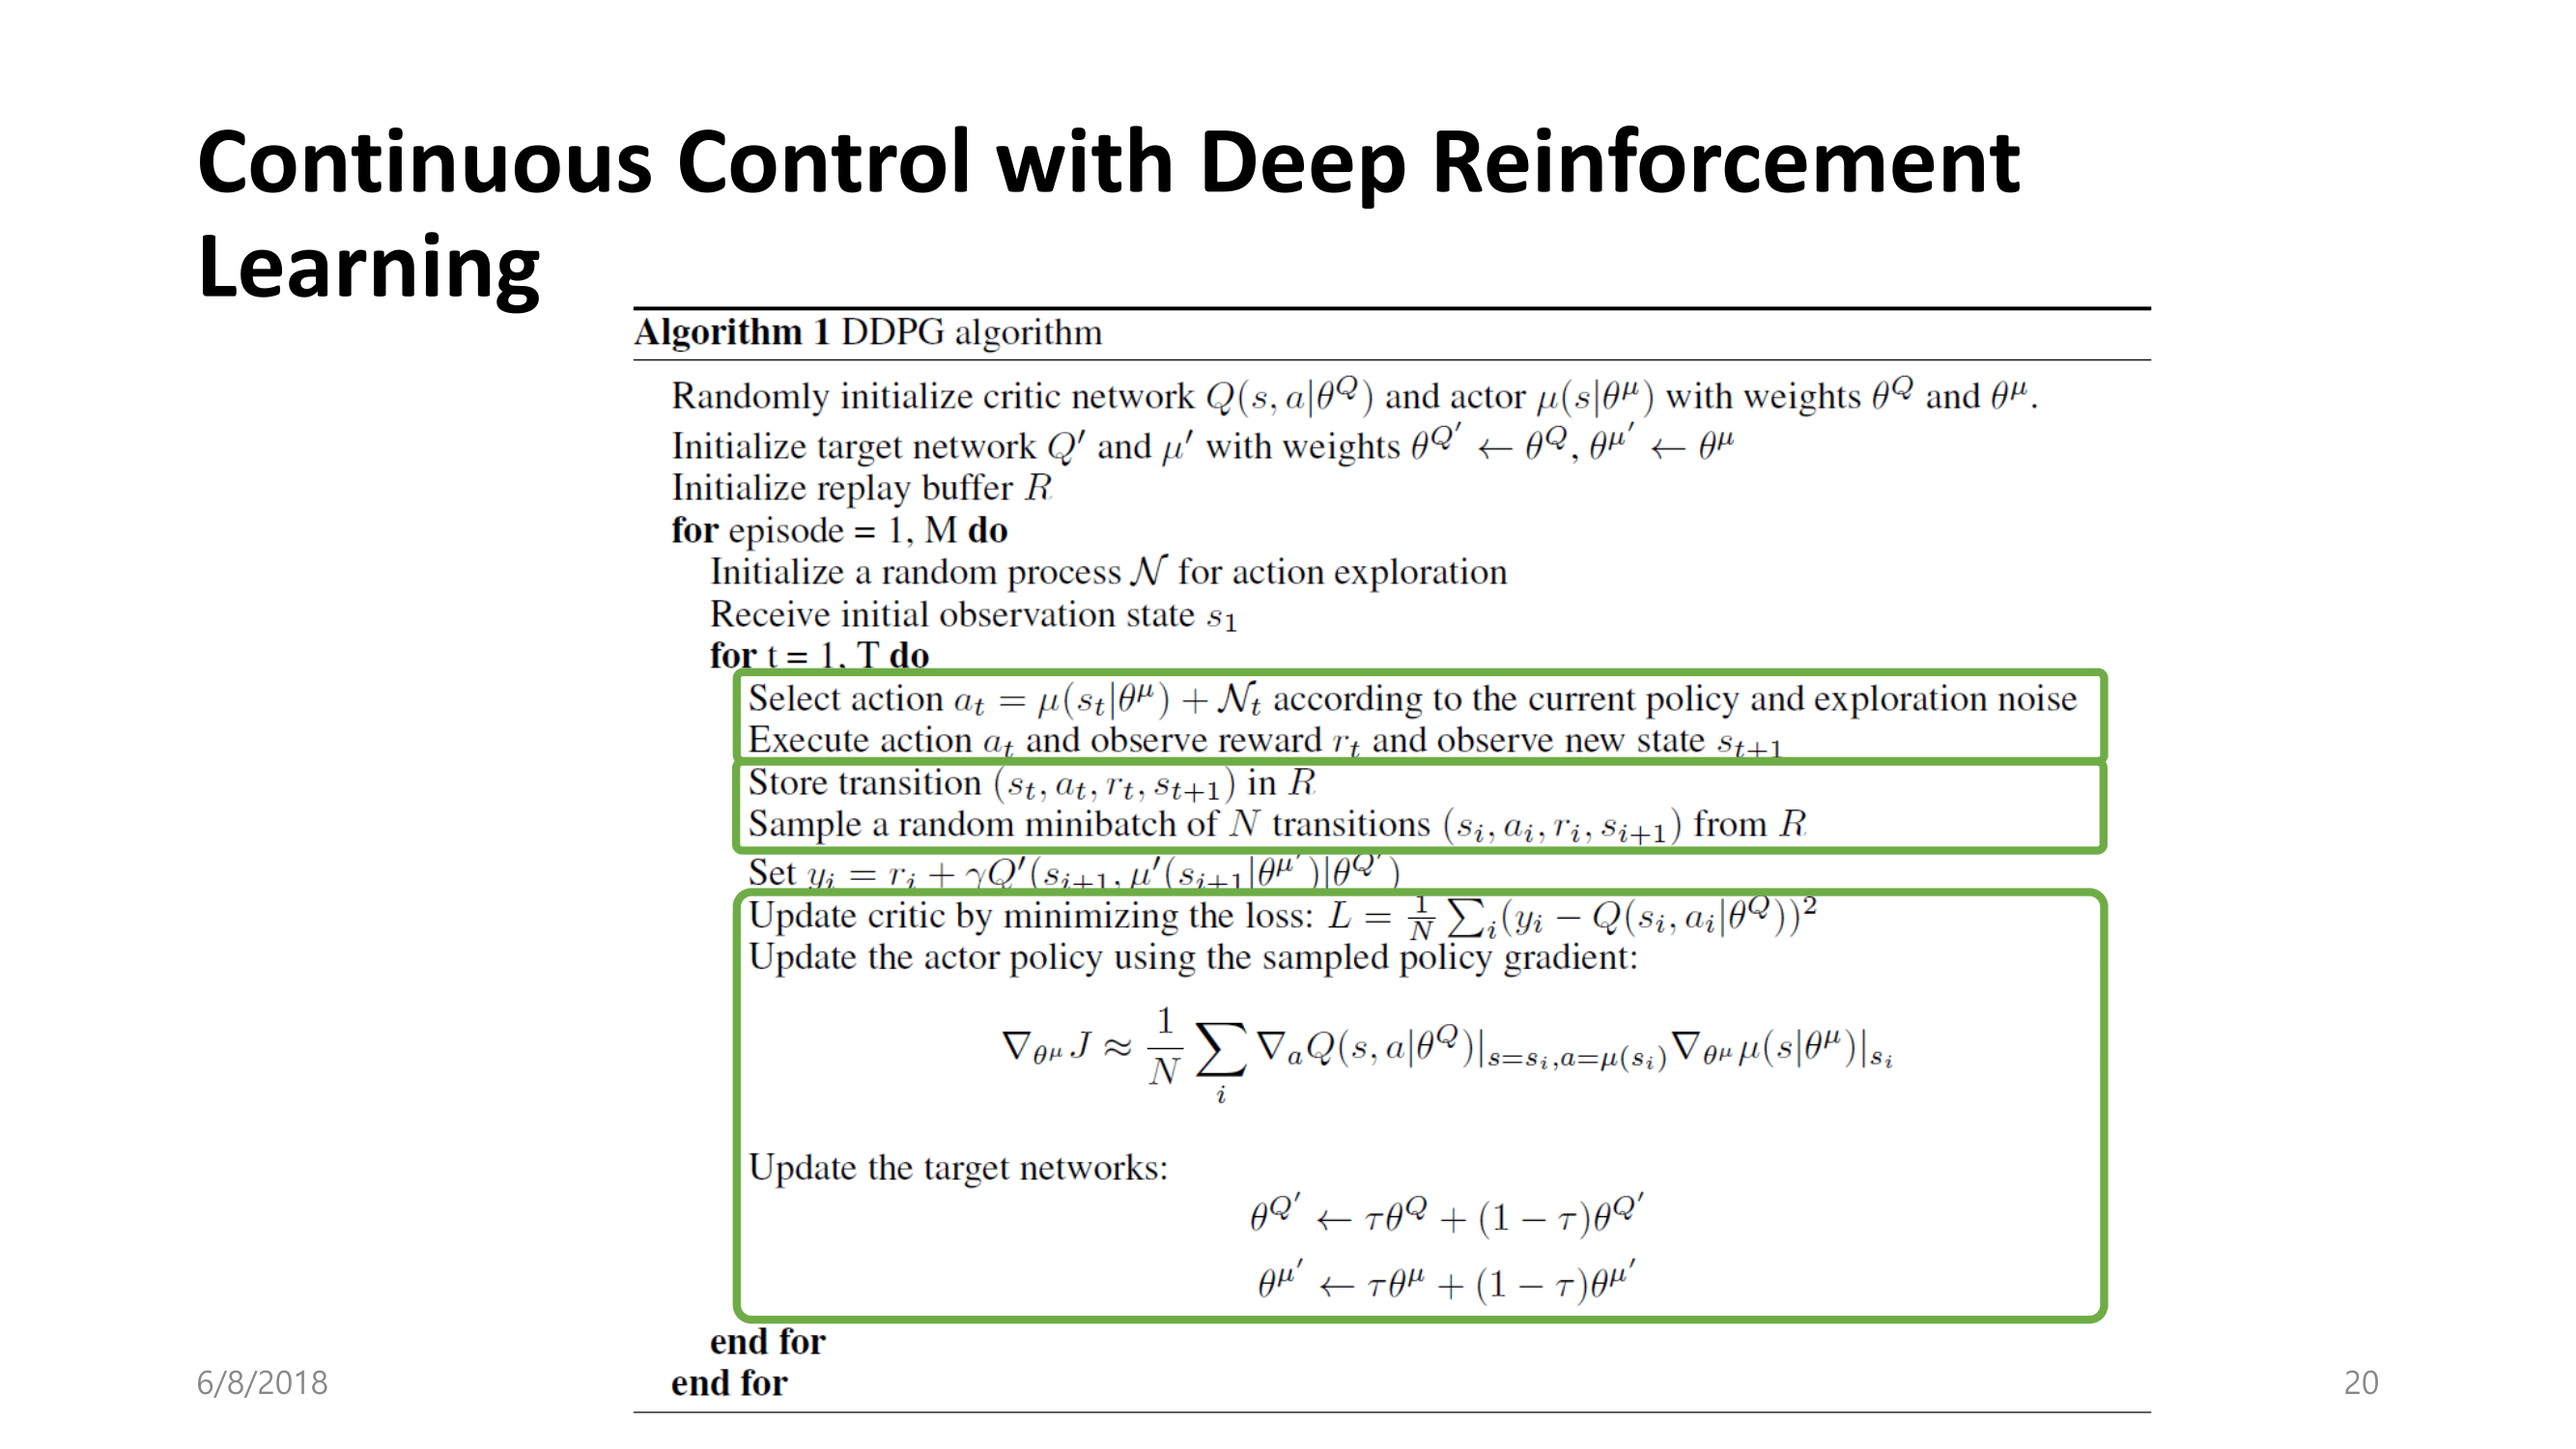 Continuous Control with Deep Reinforcement
Learning
Algorithm 1 DDPG algorithm
Randomly initialize critic network $Q(s, a|\theta^Q)$ and actor $\mu(s|\theta^\mu)$ with weights $\theta^Q$ and $\theta^\mu$.
Initialize target network $Q'$ and $\mu'$ with weights $\theta^{Q'} \leftarrow \theta^Q, \theta^{\mu'} \leftarrow \theta^\mu$
Initialize replay buffer $R$
for episode = 1, M do
Initialize a random process $\mathcal{N}$ for action exploration
Receive initial observation state $s_1$
for t = 1, T do
Select action $a_t = \mu(s_t|\theta^\mu) + \mathcal{N}_t$ according to the current policy and exploration noise
Execute action $a_t$ and observe reward $r_t$ and observe new state $s_{t+1}$
Store transition $(s_t, a_t, r_t, s_{t+1})$ in $R$
Sample a random minibatch of $N$ transitions $(s_i, a_i, r_i, s_{i+1})$ from $R$
Set $y_i = r_i + \gamma Q'(s_{i+1}, \mu'(s_{i+1}|\theta^{\mu'})|\theta^{Q'})$
Update critic by minimizing the loss: $L = \frac{1}{N} \sum_i (y_i - Q(s_i, a_i|\theta^Q))^2$
Update the actor policy using the sampled policy gradient:
$\nabla_{\theta^\mu} J \approx \frac{1}{N} \sum_i \nabla_a Q(s, a|\theta^Q)|_{s=s_i, a=\mu(s_i)} \nabla_{\theta^\mu} \mu(s|\theta^\mu)|_{s_i}$
Update the target networks:
$\theta^{Q'} \leftarrow \tau\theta^Q + (1 - \tau)\theta^{Q'}$
$\theta^{\mu'} \leftarrow \tau\theta^\mu + (1 - \tau)\theta^{\mu'}$
end for
end for
6/8/2018
20